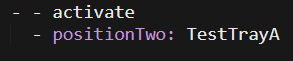 - - activate
  - positionTwo: TestTrayA